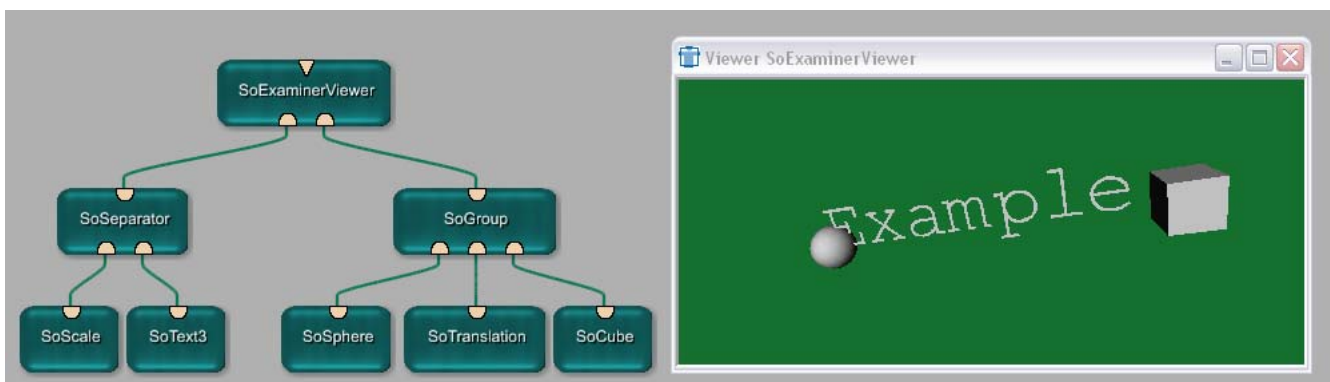 SoExaminerViewer
SoSeparator
SoGroup
SoScale
SoText3
SoSphere
SoTranslation
SoCube
Viewer SoExaminerViewer
Example